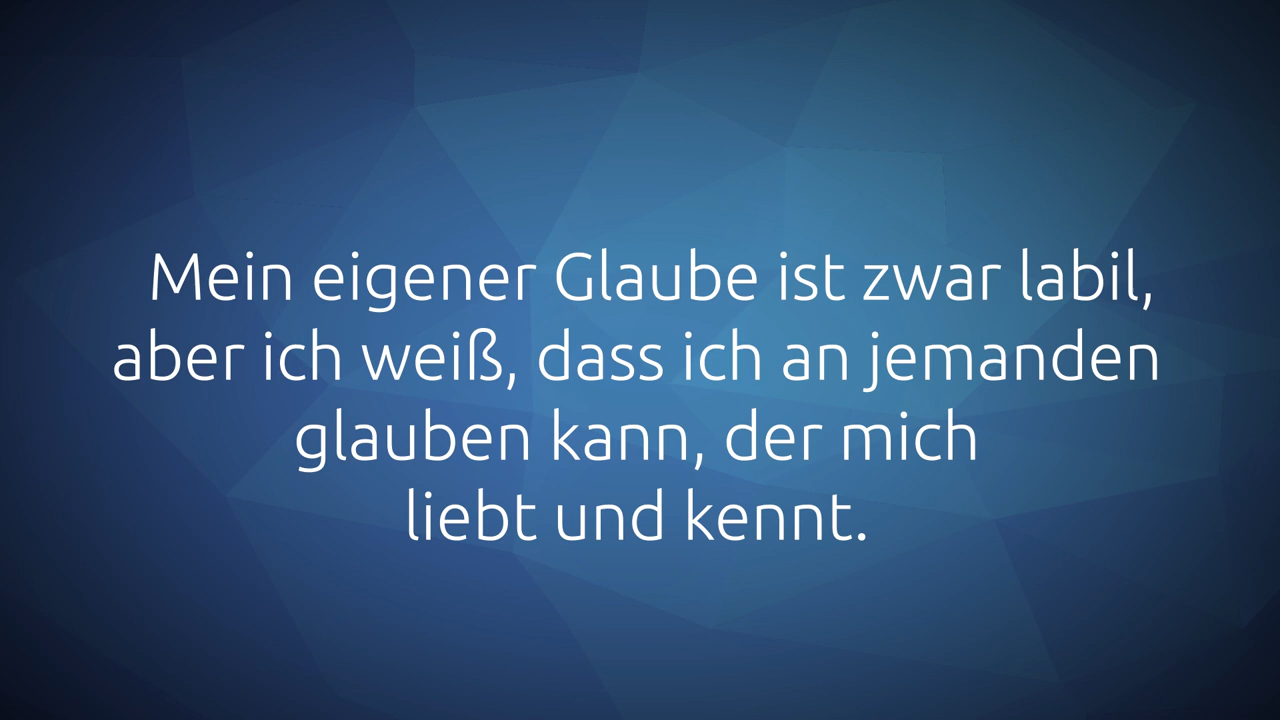 Mein eigener Glaube ist zwar labil,
aber ich weiß, dass ich an jemanden
glauben kann, der mich
liebt und kennt.